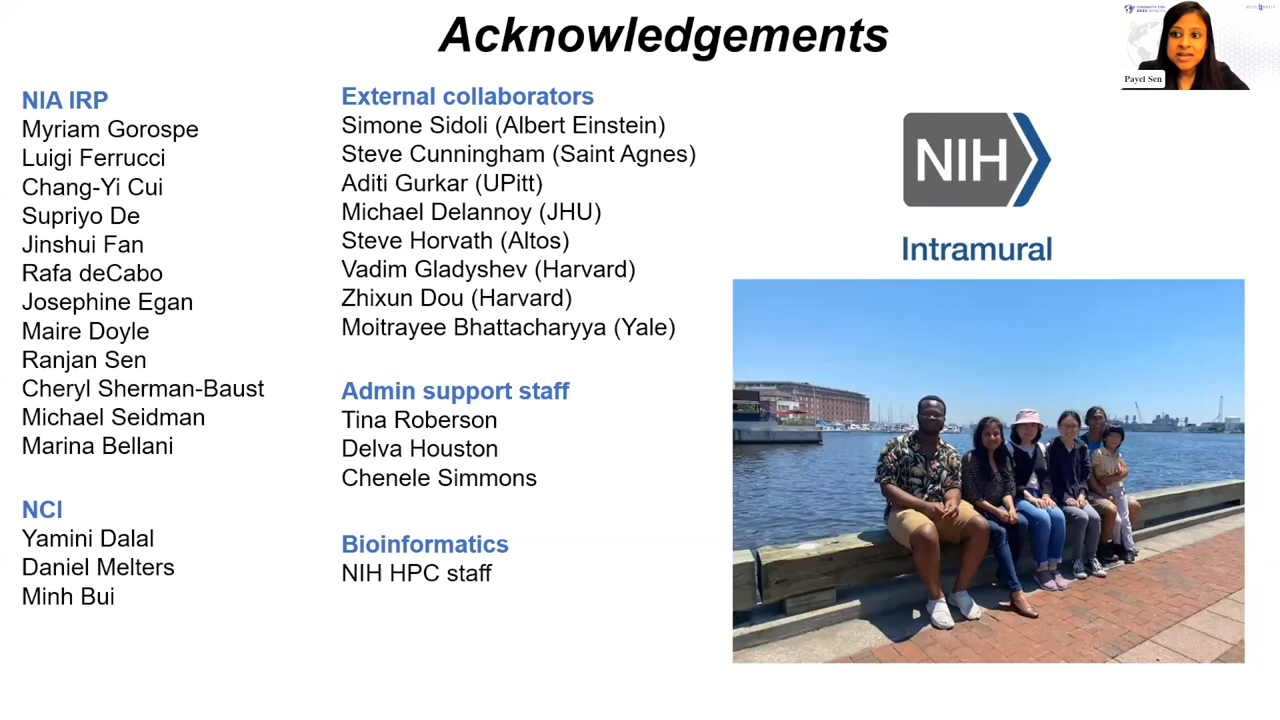 Acknowledgements
Payel Sen
NIA IRP
Myriam Gorospe
Luigi Ferrucci
Chang-Yi Cui
Supriyo De
Jinshui Fan
Rafa deCabo
Josephine Egan
Maire Doyle
Ranjan Sen
Cheryl Sherman-Baust
Michael Seidman
Marina Bellani
NCI
Yamini Dalal
Daniel Melters
Minh Bui
External collaborators
Simone Sidoli (Albert Einstein)
Steve Cunningham (Saint Agnes)
Aditi Gurkar (UPitt)
Michael Delannoy (JHU)
Steve Horvath (Altos)
Vadim Gladyshev (Harvard)
Zhixun Dou (Harvard)
Moitrayee Bhattacharyya (Yale)
Admin support staff
Tina Roberson
Delva Houston
Chenele Simmons
Bioinformatics
NIH HPC staff
NIH
Intramural